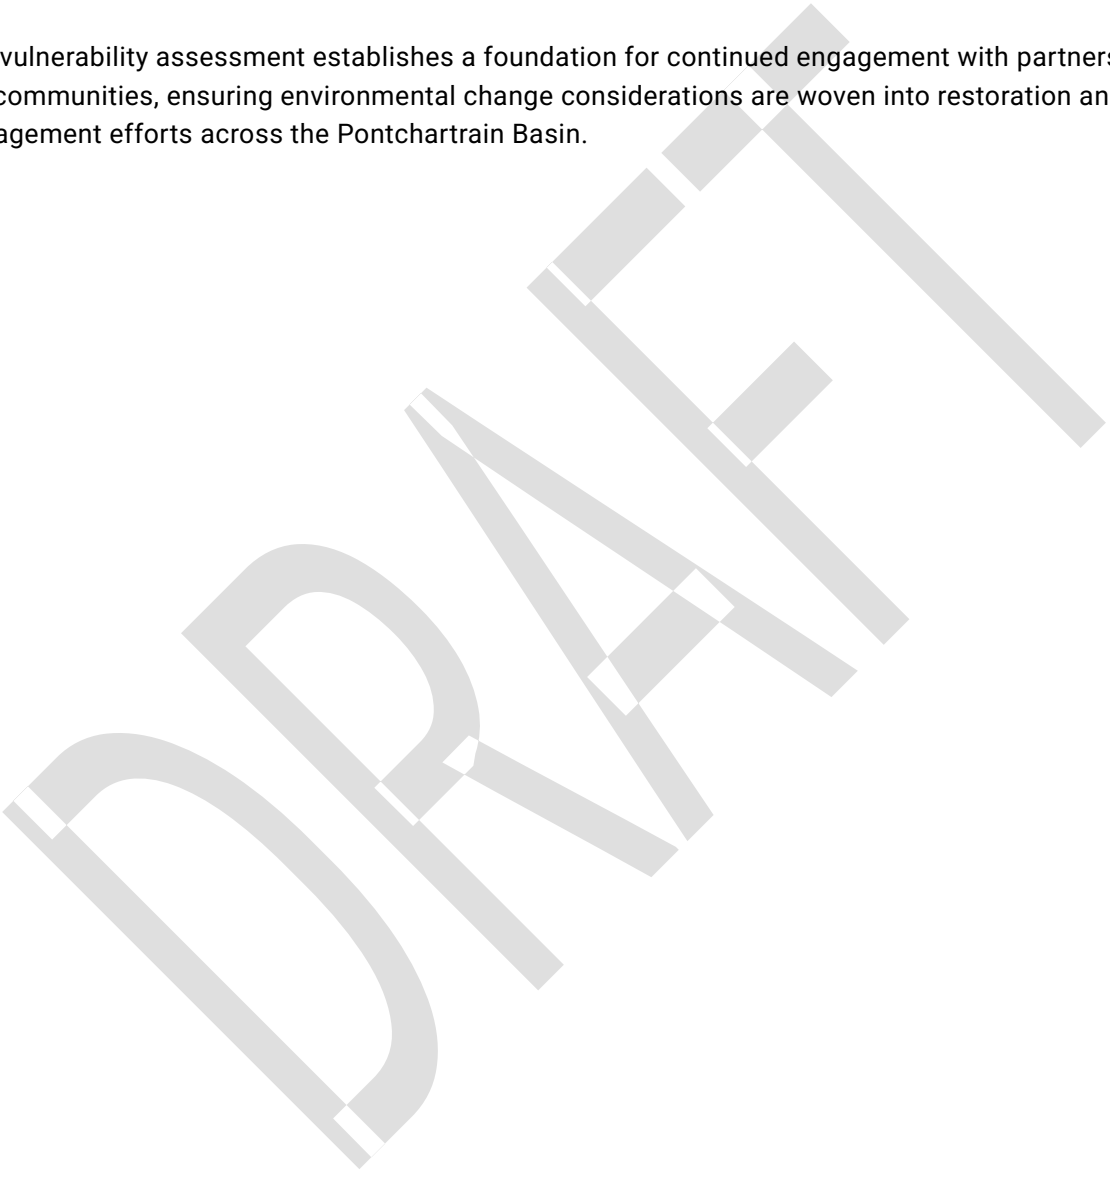 vulnerability assessment establishes a foundation for continued engagement with partners
communities, ensuring environmental change considerations are woven into restoration an
agement efforts across the Pontchartrain Basin.
DRAFT